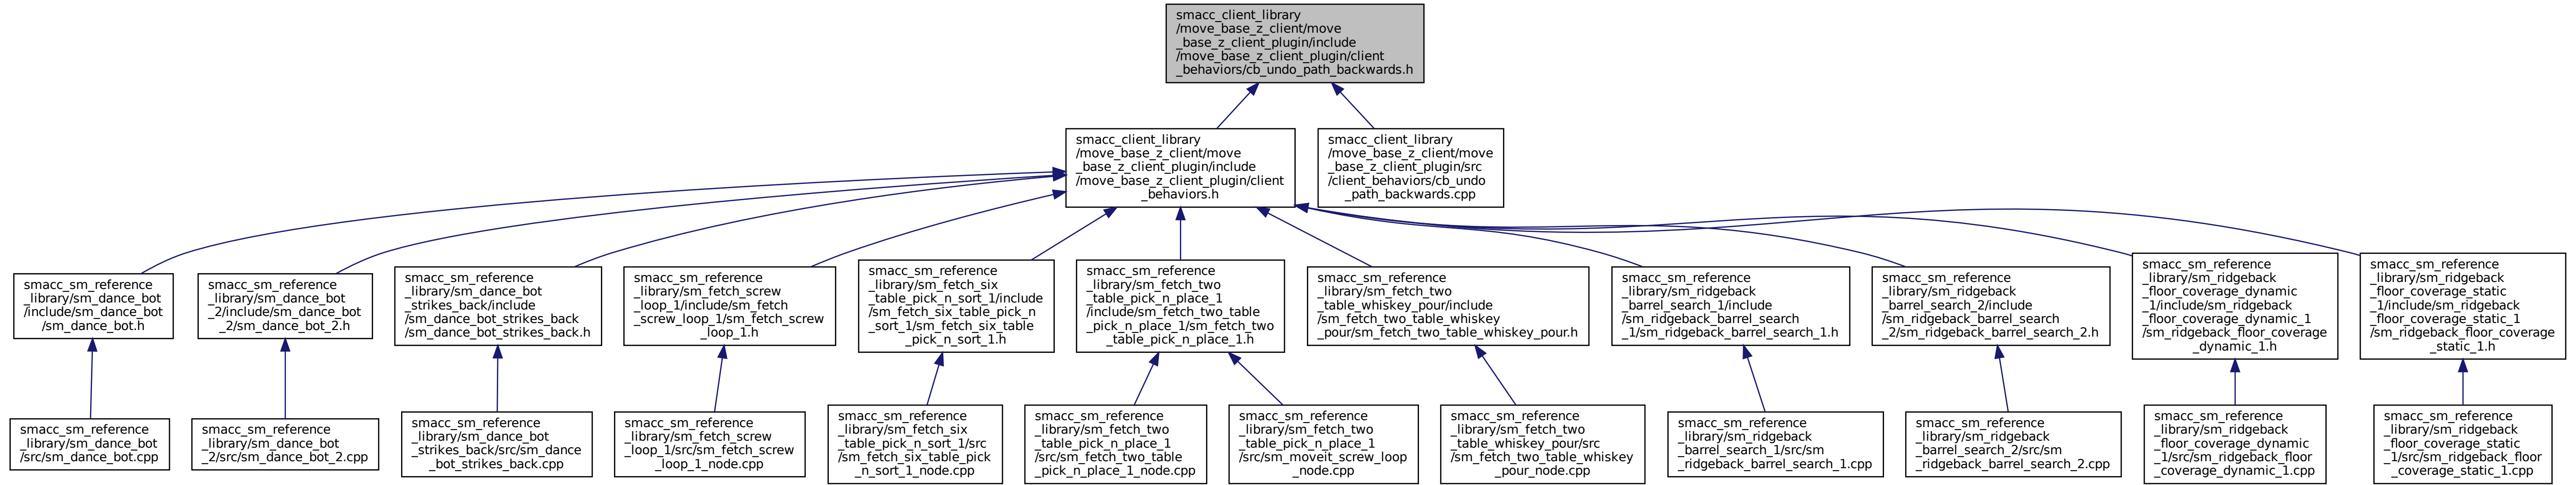 smacc_client_library
/move_base_z_client/move
_base_z_client_plugin/include
/move_base_z_client_plugin/client
_behaviors/cb_undo_path_backwards.h
smacc_client_library
/move_base_z_client/move
_base_z_client_plugin/include
/move_base_z_client_plugin/client
_behaviors.h
smacc_client_library
/move_base_z_client/move
_base_z_client_plugin/src
/client_behaviors/cb_undo
_path_backwards.cpp
smacc_sm_reference
_library/sm_dance_bot
/include/sm_dance_bot
/sm_dance_bot.h
smacc_sm_reference
_library/sm_dance_bot
_2/include/sm_dance_bot
_2/sm_dance_bot_2.h
smacc_sm_reference
_library/sm_dance_bot
_strikes_back/include
/sm_dance_bot_strikes_back
/sm_dance_bot_strikes_back.h
smacc_sm_reference
_library/sm_fetch_screw
_loop_1/include/sm_fetch
_screw_loop_1/sm_fetch_screw
_loop_1.h
smacc_sm_reference
_library/sm_fetch_six
_table_pick_n_sort_1/include
/sm_fetch_six_table_pick_n
_sort_1/sm_fetch_six_table
_pick_n_sort_1.h
smacc_sm_reference
_library/sm_fetch_two
_table_pick_n_place_1
/include/sm_fetch_two_table
_pick_n_place_1/sm_fetch_two
_table_pick_n_place_1.h
smacc_sm_reference
_library/sm_fetch_two
_table_whiskey_pour/include
/sm_fetch_two_table_whiskey
_pour/sm_fetch_two_table_whiskey_pour.h
smacc_sm_reference
_library/sm_ridgeback
_barrel_search_1/include
/sm_ridgeback_barrel_search
_1/sm_ridgeback_barrel_search_1.h
smacc_sm_reference
_library/sm_ridgeback
_barrel_search_2/include
/sm_ridgeback_barrel_search
_2/sm_ridgeback_barrel_search_2.h
smacc_sm_reference
_library/sm_ridgeback
_floor_coverage_dynamic
_1/include/sm_ridgeback
_floor_coverage_dynamic_1
/sm_ridgeback_floor_coverage
_dynamic_1.h
smacc_sm_reference
_library/sm_ridgeback
_floor_coverage_static
_1/include/sm_ridgeback
_floor_coverage_static_1
/sm_ridgeback_floor_coverage
_static_1.h
smacc_sm_reference
_library/sm_dance_bot
/src/sm_dance_bot.cpp
smacc_sm_reference
_library/sm_dance_bot
_2/src/sm_dance_bot_2.cpp
smacc_sm_reference
_library/sm_dance_bot
_strikes_back/src/sm_dance
_bot_strikes_back.cpp
smacc_sm_reference
_library/sm_fetch_screw
_loop_1/src/sm_fetch_screw
_loop_1_node.cpp
smacc_sm_reference
_library/sm_fetch_six
_table_pick_n_sort_1/src
/sm_fetch_six_table_pick
_n_sort_1_node.cpp
smacc_sm_reference
_library/sm_fetch_two
_table_pick_n_place_1
/src/sm_fetch_two_table
_pick_n_place_1_node.cpp
smacc_sm_reference
_library/sm_fetch_two
_table_pick_n_place_1
/src/sm_moveit_screw_loop
_node.cpp
smacc_sm_reference
_library/sm_fetch_two
_table_whiskey_pour/src
/sm_fetch_two_table_whiskey
_pour_node.cpp
smacc_sm_reference
_library/sm_ridgeback
_barrel_search_1/src/sm
_ridgeback_barrel_search_1.cpp
smacc_sm_reference
_library/sm_ridgeback
_barrel_search_2/src/sm
_ridgeback_barrel_search_2.cpp
smacc_sm_reference
_library/sm_ridgeback
_floor_coverage_dynamic
_1/src/sm_ridgeback_floor
_coverage_dynamic_1.cpp
smacc_sm_reference
_library/sm_ridgeback
_floor_coverage_static
_1/src/sm_ridgeback_floor
_coverage_static_1.cpp